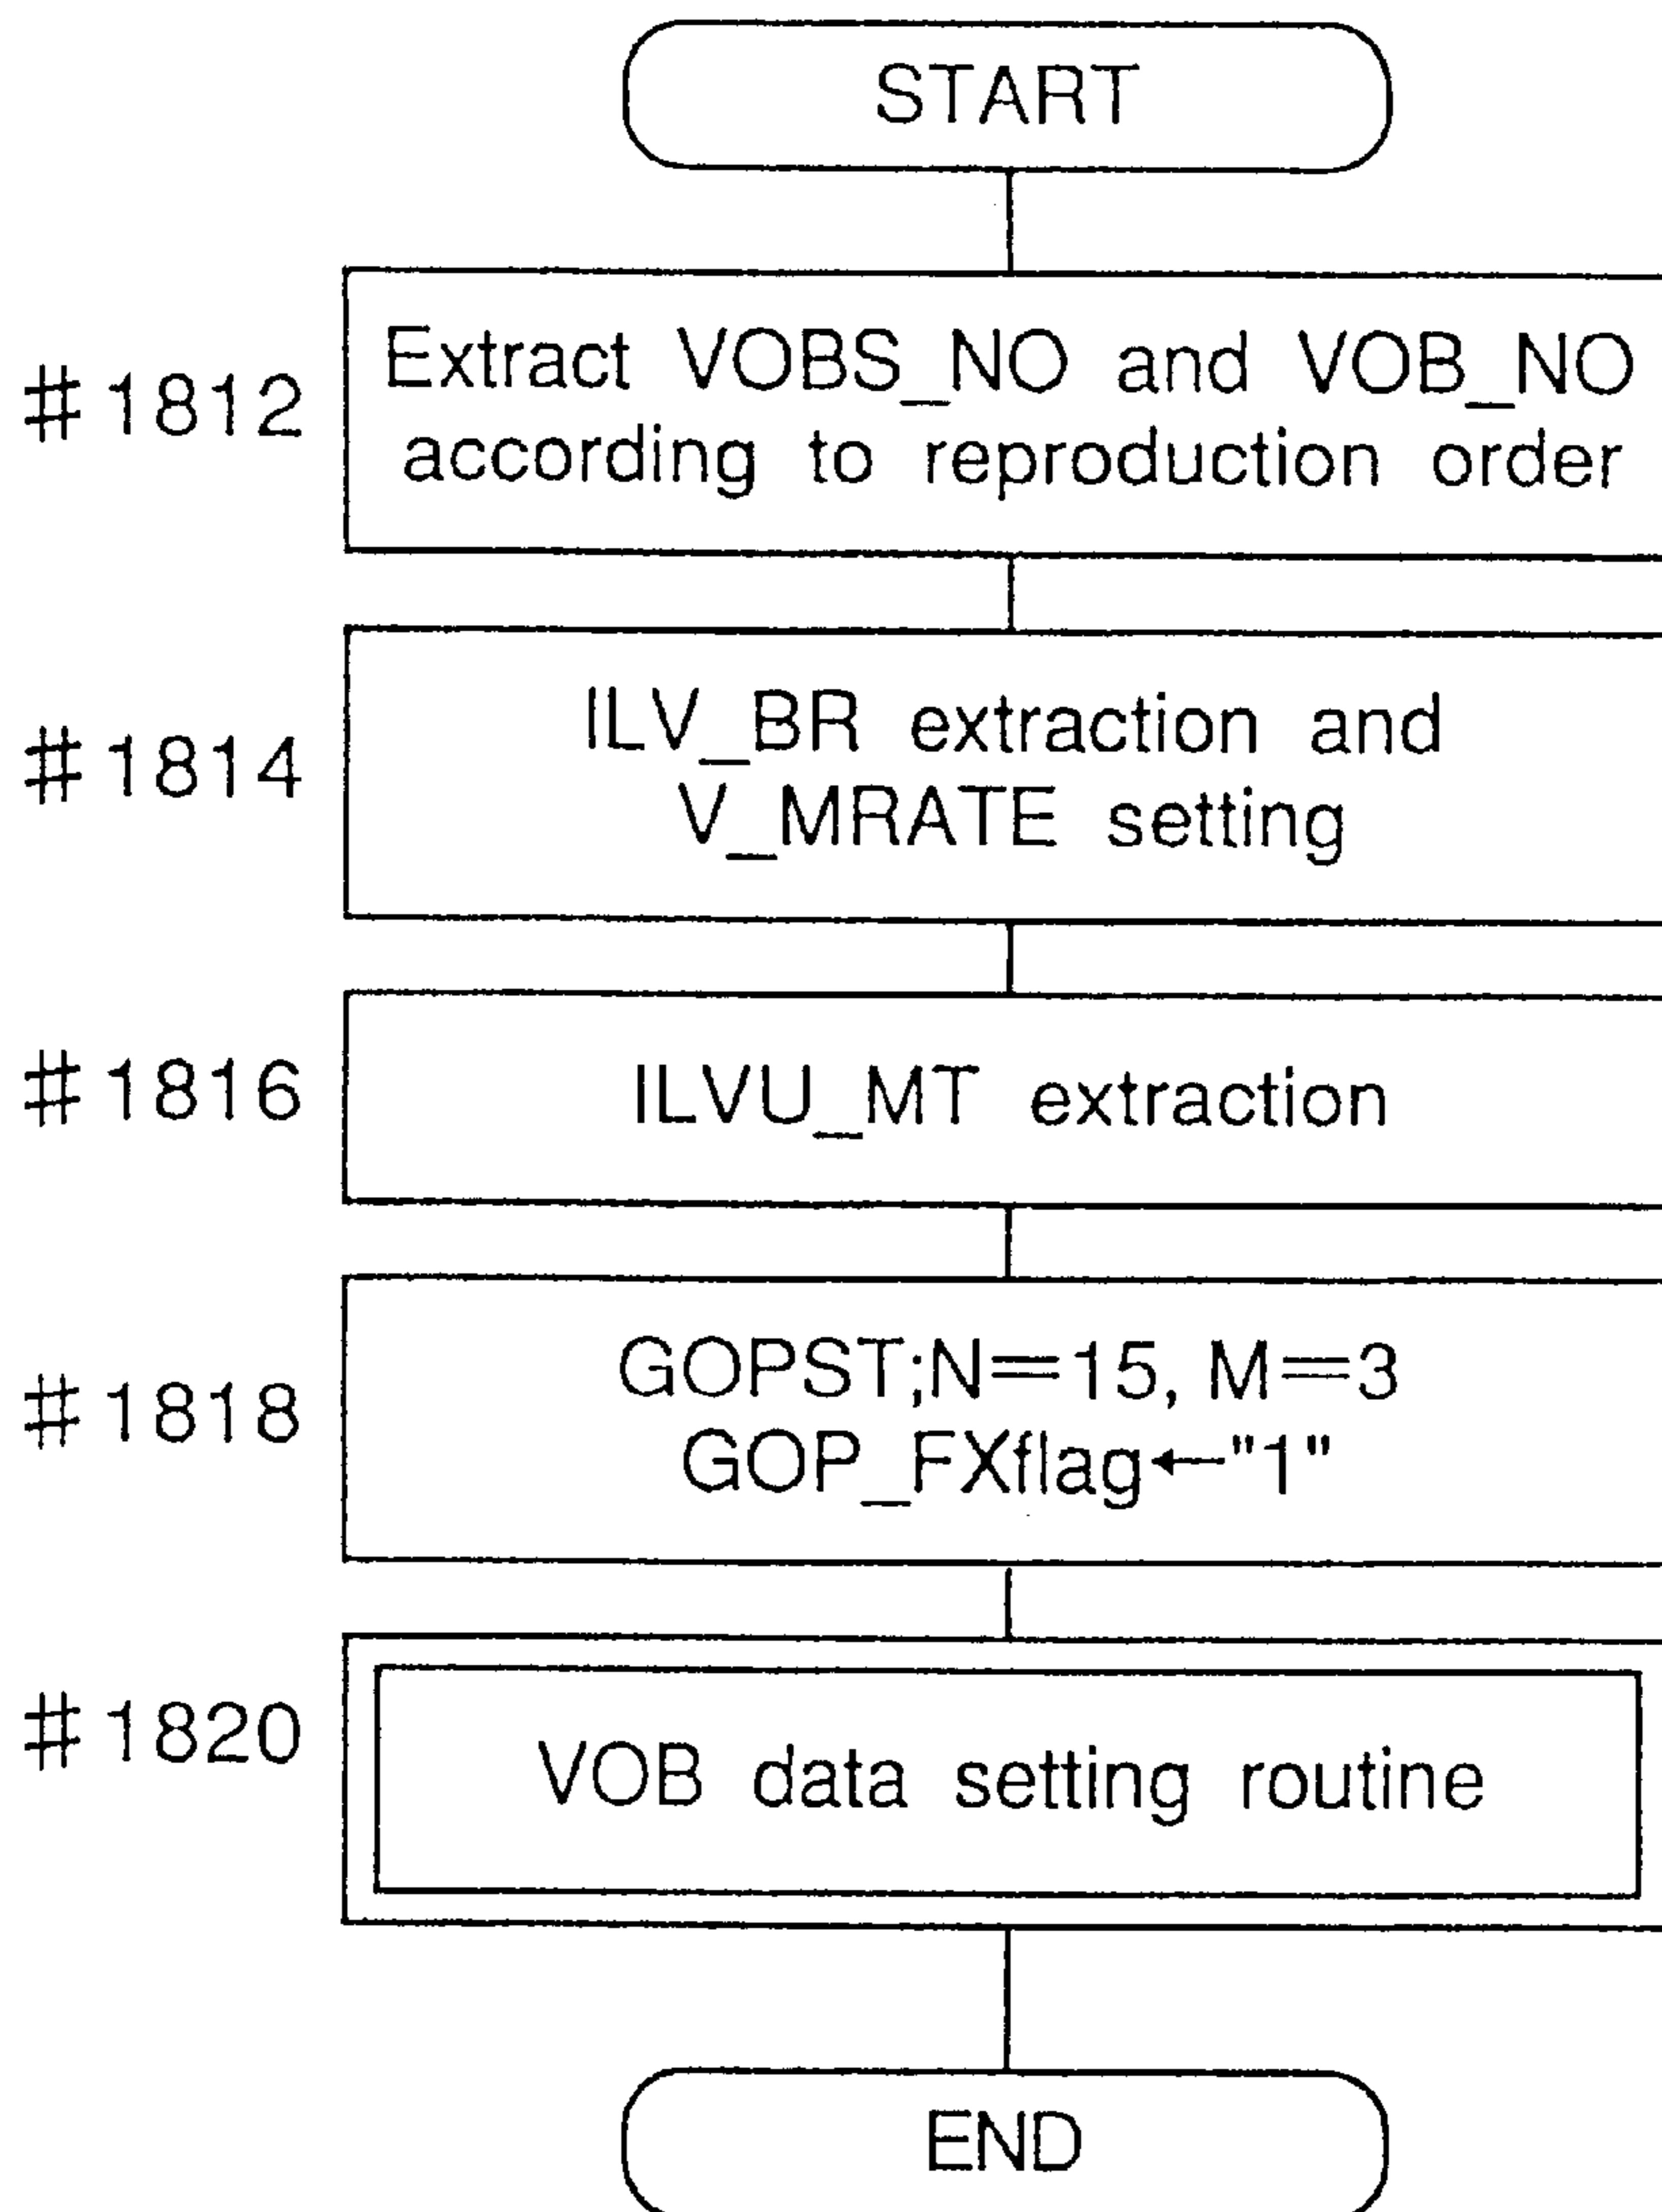 START
#1812
Extract VOBS_NO and VOB_NO
according to reproduction order
#1814
ILV_BR extraction and
V_MRATE setting
#1816
ILVU_MT extraction
#1818
GOPST;N=15, M=3
GOP_FXflag←"1"
#1820
VOB data setting routine
END